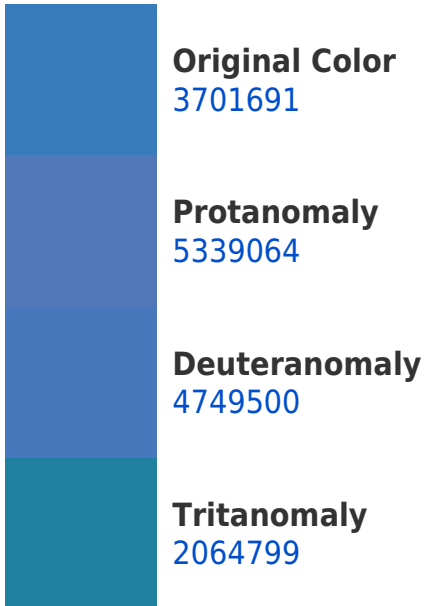 Original Color
3701691
Protanomaly
5339064
Deuteranomaly
4749500
Tritanomaly
2064799